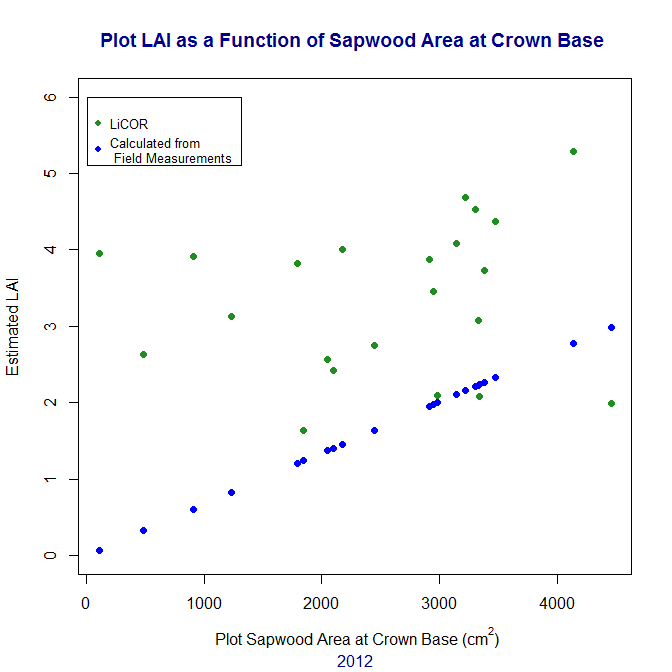 Plot LAI as a Function of Sapwood Area at Crown Base
6
LiCOR
Calculated from
Field Measurements
5
4
3
2
1
0
Estimated LAI
0 1000 2000 3000 4000
Plot Sapwood Area at Crown Base (cm²)
2012